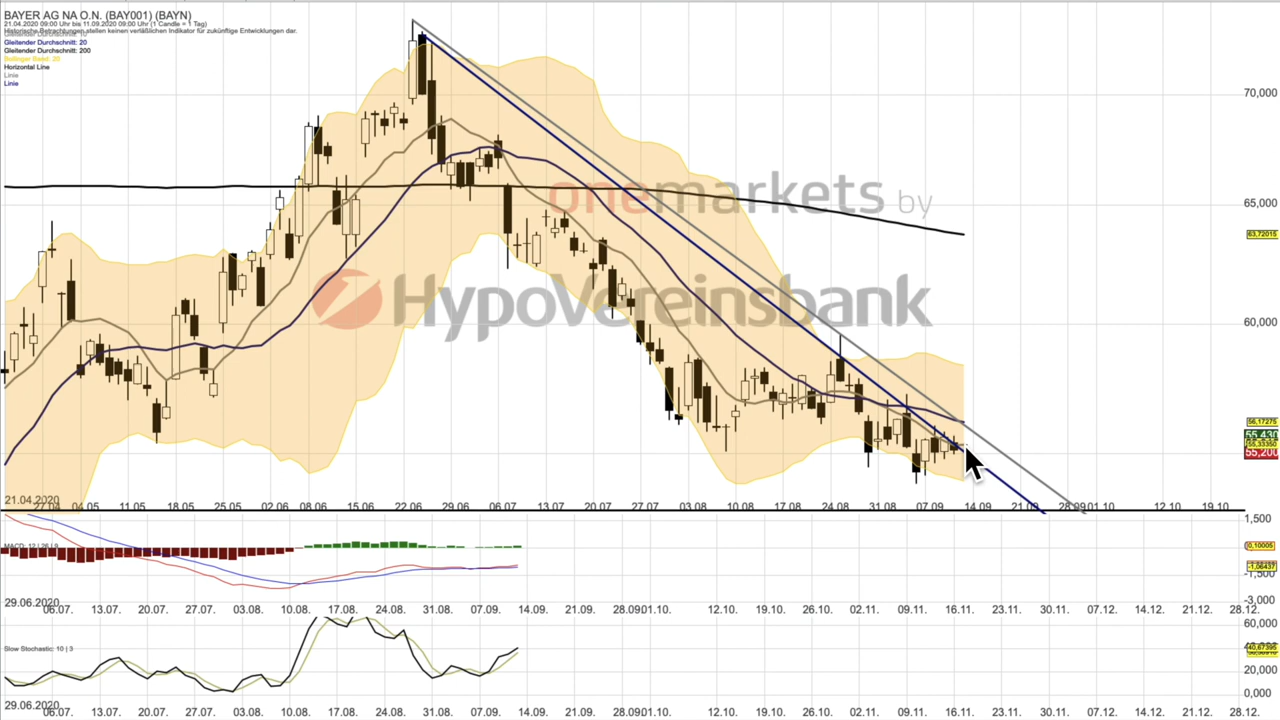 BAYER AG NA O.N. (BAY001) (BAYN)
21.04.2020 09:00 Uhr bis 11.09.2020 09:00 Uhr (1 Candle = 1 Tag)
Historische Betrachtungen stellen keinen verläßlichen Indikator für zukünftige Entwicklungen dar.
Gleitender Durchschnitt: 10
Gleitender Durchschnitt: 20
Gleitender Durchschnitt: 200
Bollinger Band: 20
Horizontal Line
Linie
Linie
70,000
onemarkets by
65,000
63,72015
HypoVereinsbank
60,000
56,17275
55,430
55,33350
55,200
21.04.2020
27.04 04.05 11.05. 18.05 25.05 02.06 08.06 15.06 22.06 29.06 06.07 13.07 20.07 27.07 03.08 10.08 17.08 24.08 31.08 07.09 14.09 21.09 28.09 01.10 12.10 19.10
1,500
MACD: 12 | 26 | 9
0,10005
-1,06437
-1,500
-3,000
29.06.2020
06.07. 13.07. 20.07. 27.07. 03.08. 10.08. 17.08. 24.08. 31.08. 07.09. 14.09. 21.09. 28.09 01.10. 12.10. 19.10. 26.10. 02.11. 09.11. 16.11. 23.11. 30.11. 07.12. 14.12. 21.12. 28.12.
60,000
Slow Stochastic: 10 | 3
40,67395
20,000
0,000
29.06.2020
06.07. 13.07. 20.07. 27.07. 03.08. 10.08. 17.08. 24.08. 31.08. 07.09. 14.09. 21.09. 28.09 01.10. 12.10. 19.10. 26.10. 02.11. 09.11. 16.11. 23.11. 30.11. 07.12. 14.12. 21.12. 28.12.